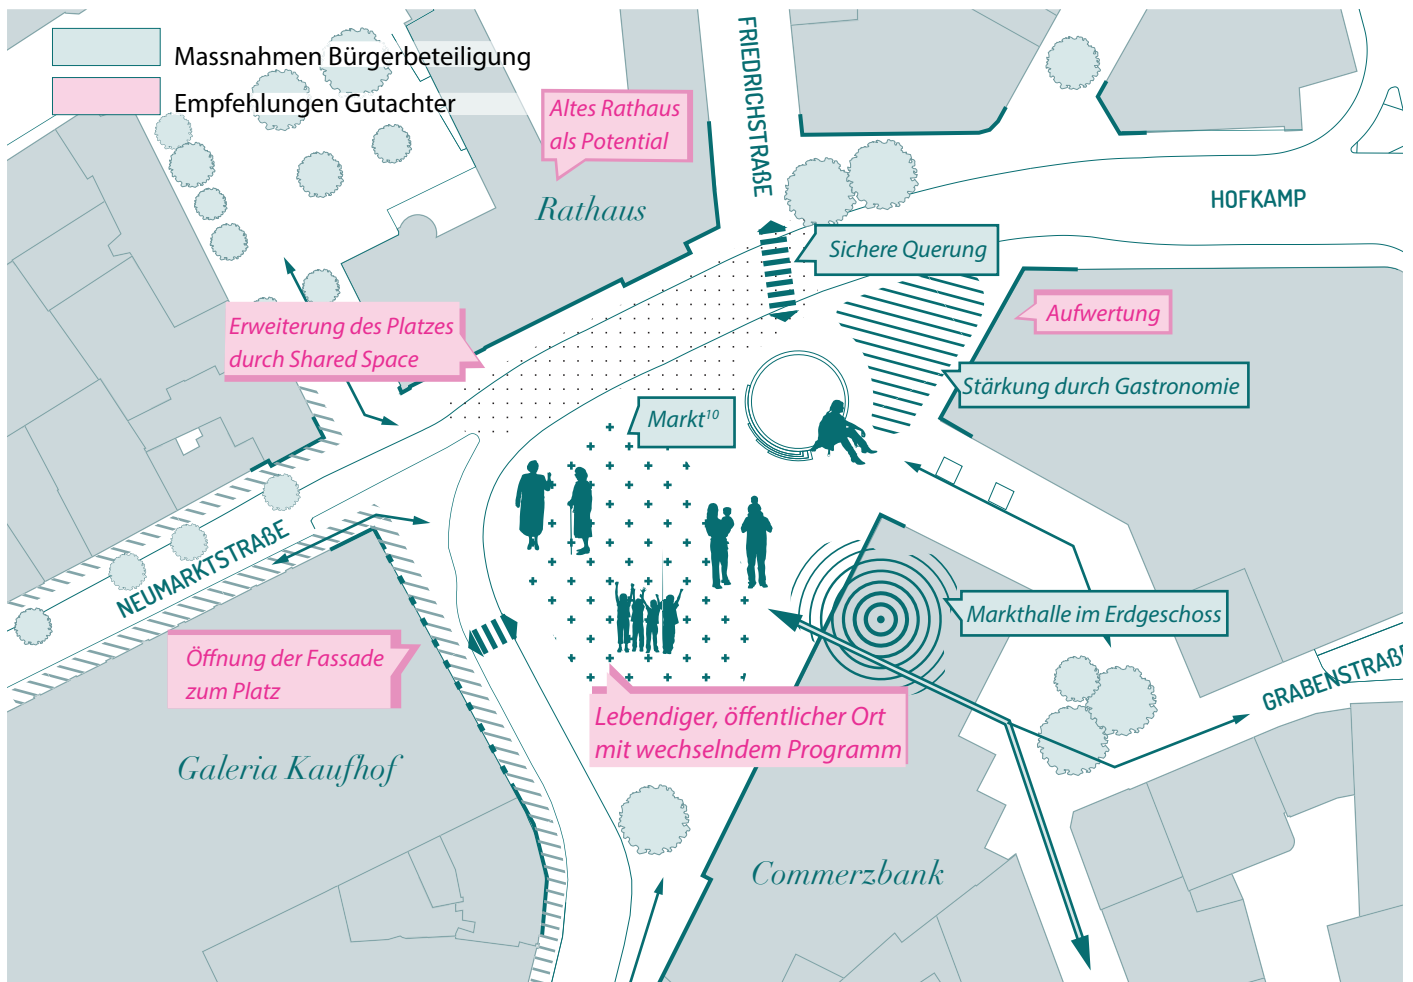 Massnahmen Bürgerbeteiligung
Empfehlungen Gutachter
Altes Rathaus
als Potential
FRIEDRICHSTRAßE
Rathaus
HOFKAMP
Sichere Querung
Erweiterung des Platzes
durch Shared Space
Aufwertung
Stärkung durch Gastronomie
Markt¹⁰
NEUMARKTSTRAßE
Markthalle im Erdgeschoss
Öffnung der Fassade
zum Platz
GRABENSTRAßE
Lebendiger, öffentlicher Ort
mit wechselndem Programm
Galeria Kaufhof
Commerzbank